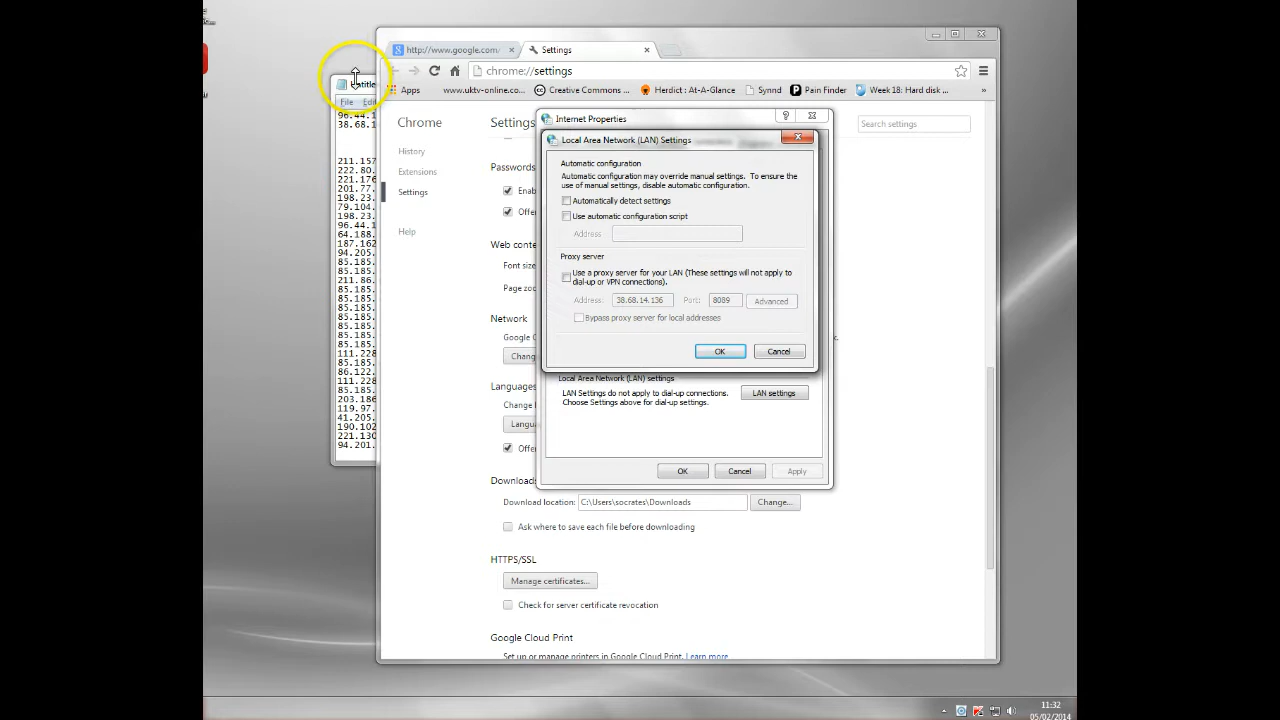 http://www.google.com/
Settings
chrome://settings
Apps
www.uktv-online.co...
Creative Commons ...
Herdict : At-A-Glance
Synnd
Pain Finder
Week 18: Hard disk ...
»
File
96.44.1
38.68.1
211.157
222.80.
221.176
201.77.
198.23.
79.104.
198.23.
96.44.1
64.188.
187.162
94.205.
85.185.
85.185.
211.86.
85.185.
85.185.
85.185.
85.185.
85.185.
85.185.
111.228
85.185.
86.122.
111.228
85.185.
203.186
119.97.
41.205.
190.102
221.130
94.201.
Chrome
History
Extensions
Settings
Help
Settings
Search settings
Passwords
Enab
Offe
Web conte
Font size
Page zoo
Network
Google C
Chan
Languages
Change l
Langu
Offe
Downloads
Download location:
C:\Users\socrates\Downloads
Change...
Ask where to save each file before downloading
HTTPS/SSL
Manage certificates...
Check for server certificate revocation
Google Cloud Print
Set up or manage printers in Google Cloud Print. Learn more
Internet Properties
?
Local Area Network (LAN) Settings
Automatic configuration
Automatic configuration may override manual settings. To ensure the
use of manual settings, disable automatic configuration.
Automatically detect settings
Use automatic configuration script
Address
Proxy server
Use a proxy server for your LAN (These settings will not apply to
dial-up or VPN connections).
Address:
38.68.14.136
Port:
8089
Advanced
Bypass proxy server for local addresses
OK
Cancel
Local Area Network (LAN) settings
LAN Settings do not apply to dial-up connections.
Choose Settings above for dial-up settings.
LAN settings
OK
Cancel
Apply
11:32
05/02/2014